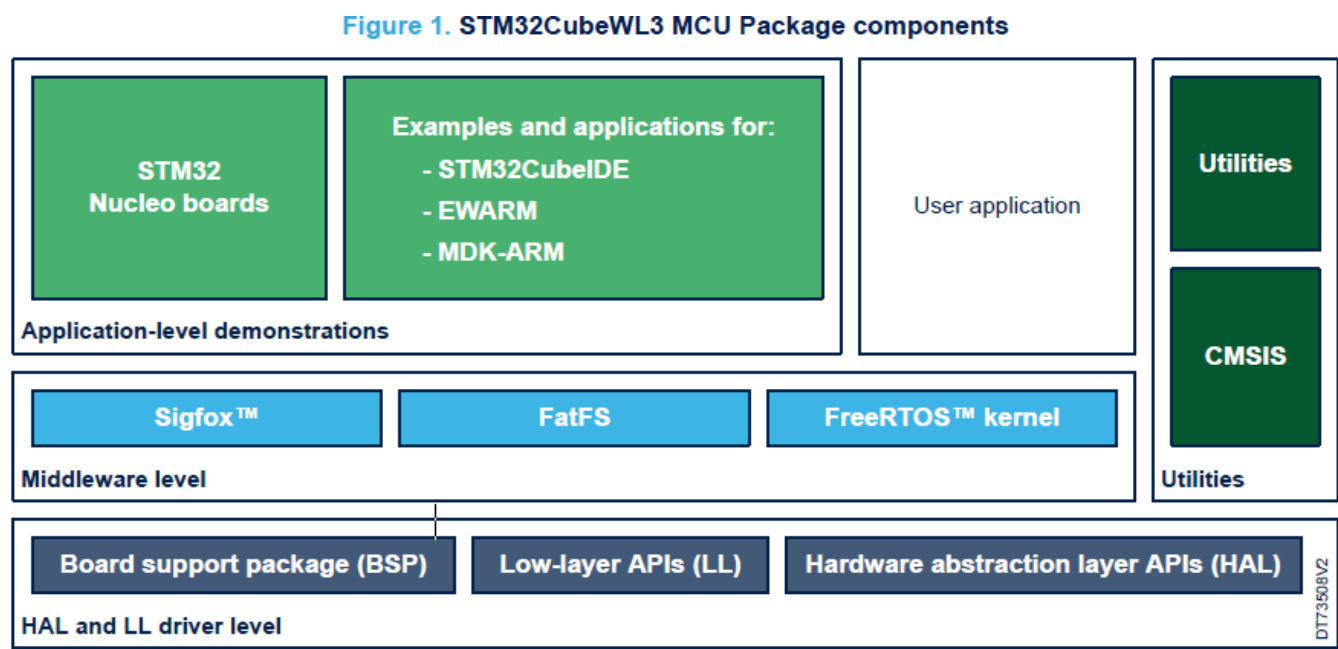 Figure 1. STM32CubeWL3 MCU Package components
STM32
Nucleo boards
Examples and applications for:
- STM32CubeIDE
- EWARM
- MDK-ARM
Application-level demonstrations
User application
Utilities
CMSIS
Utilities
Sigfox™
FatFS
FreeRTOS™ kernel
Middleware level
Board support package (BSP)
Low-layer APIs (LL)
Hardware abstraction layer APIs (HAL)
HAL and LL driver level
DT73508V2